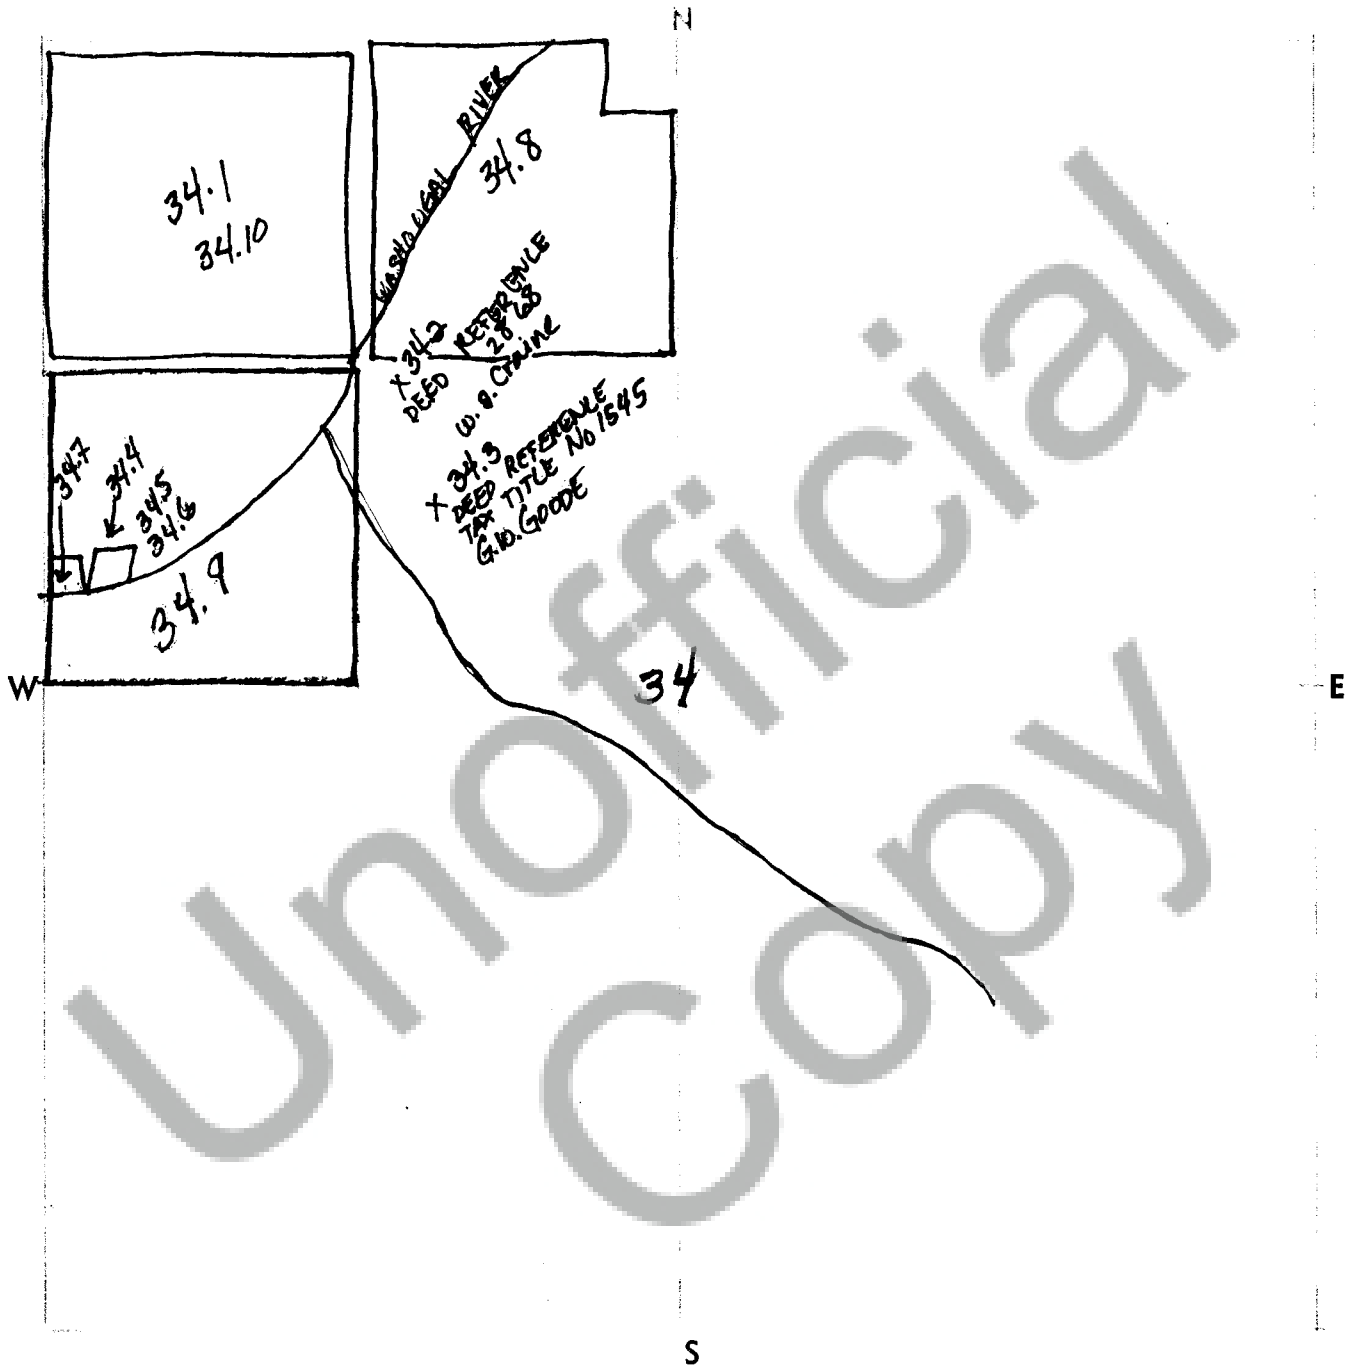 N
34.1
34.10
WASHOUGAL RIVER
34.8
x 34.2
DEED REFERENCE
28 68
x 34.3
DEED REFERENCE
TAX TITLE No 1545
G.W. GOODE
34.7
34.4
34.5
34.6
34.9
W
34
E
S
Unofficial
Copy